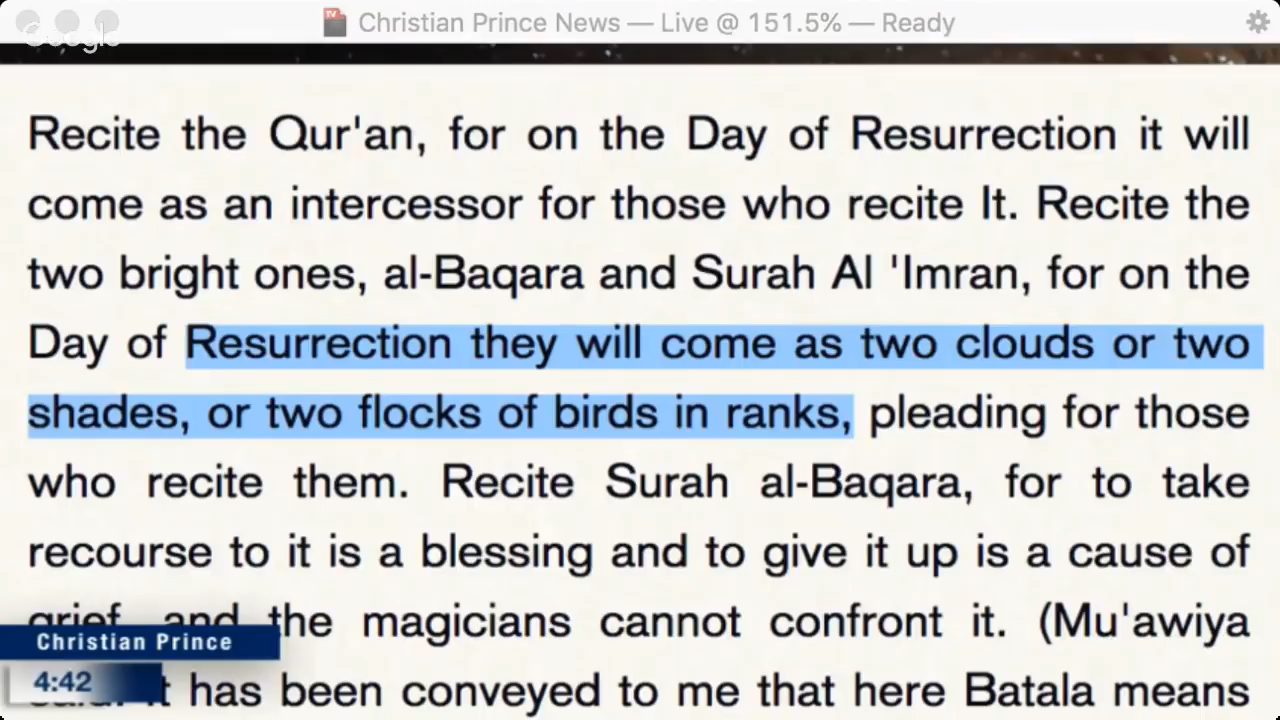 Christian Prince News — Live @ 151.5% — Ready
Google
Recite the Qur'an, for on the Day of Resurrection it will
come as an intercessor for those who recite It. Recite the
two bright ones, al-Baqara and Surah Al 'Imran, for on the
Day of Resurrection they will come as two clouds or two
shades, or two flocks of birds in ranks, pleading for those
who recite them. Recite Surah al-Baqara, for to take
recourse to it is a blessing and to give it up is a cause of
grief, and the magicians cannot confront it. (Mu'awiya
Christian Prince
said: It has been conveyed to me that here Batala means
4:42